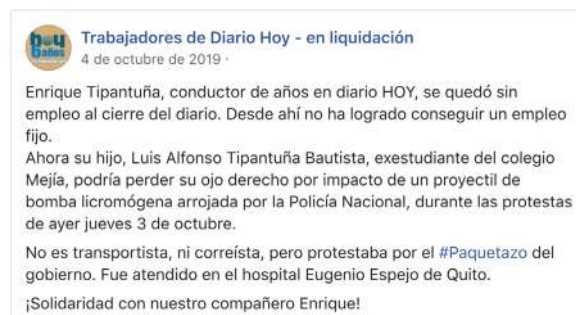 hoy
años
Trabajadores de Diario Hoy - en liquidación
4 de octubre de 2019 ·
Enrique Tipantuña, conductor de años en diario HOY, se quedó sin
empleo al cierre del diario. Desde ahí no ha logrado conseguir un empleo
fijo.
Ahora su hijo, Luis Alfonso Tipantuña Bautista, exestudiante del colegio
Mejía, podría perder su ojo derecho por impacto de un proyectil de
bomba licromógena arrojada por la Policía Nacional, durante las protestas
de ayer jueves 3 de octubre.
No es transportista, ni correísta, pero protestaba por el #Paquetazo del
gobierno. Fue atendido en el hospital Eugenio Espejo de Quito.
¡Solidaridad con nuestro compañero Enrique!